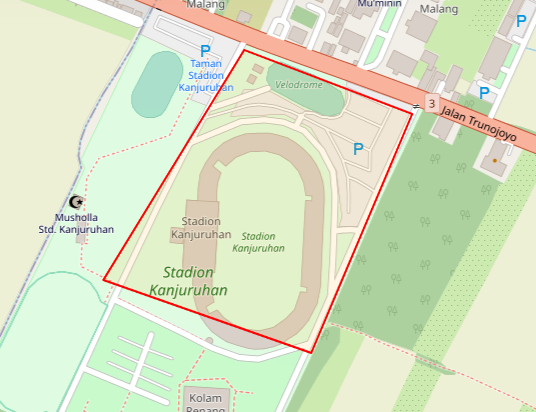 Malang
Mu'minin
Malang
P
P
Taman
Stadion
Kanjuruhan
Velodrome
P
3
Jalan Trunojoyo
P
Musholla
Std. Kanjuruhan
Stadion
Kanjuruhan
Stadion
Kanjuruhan
Stadion
Kanjuruhan
Kolam
Renang